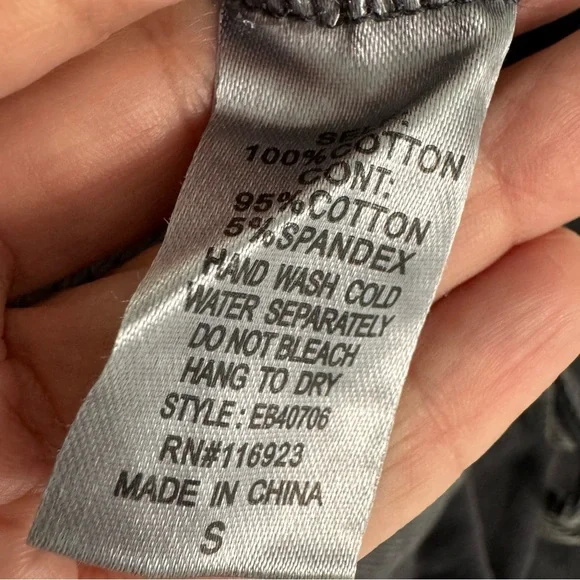 SELF:
100% COTTON
CONT:
95% COTTON
5% SPANDEX
HAND WASH COLD
WATER SEPARATELY
DO NOT BLEACH
HANG TO DRY
STYLE: EB40706
RN#116923
MADE IN CHINA
S